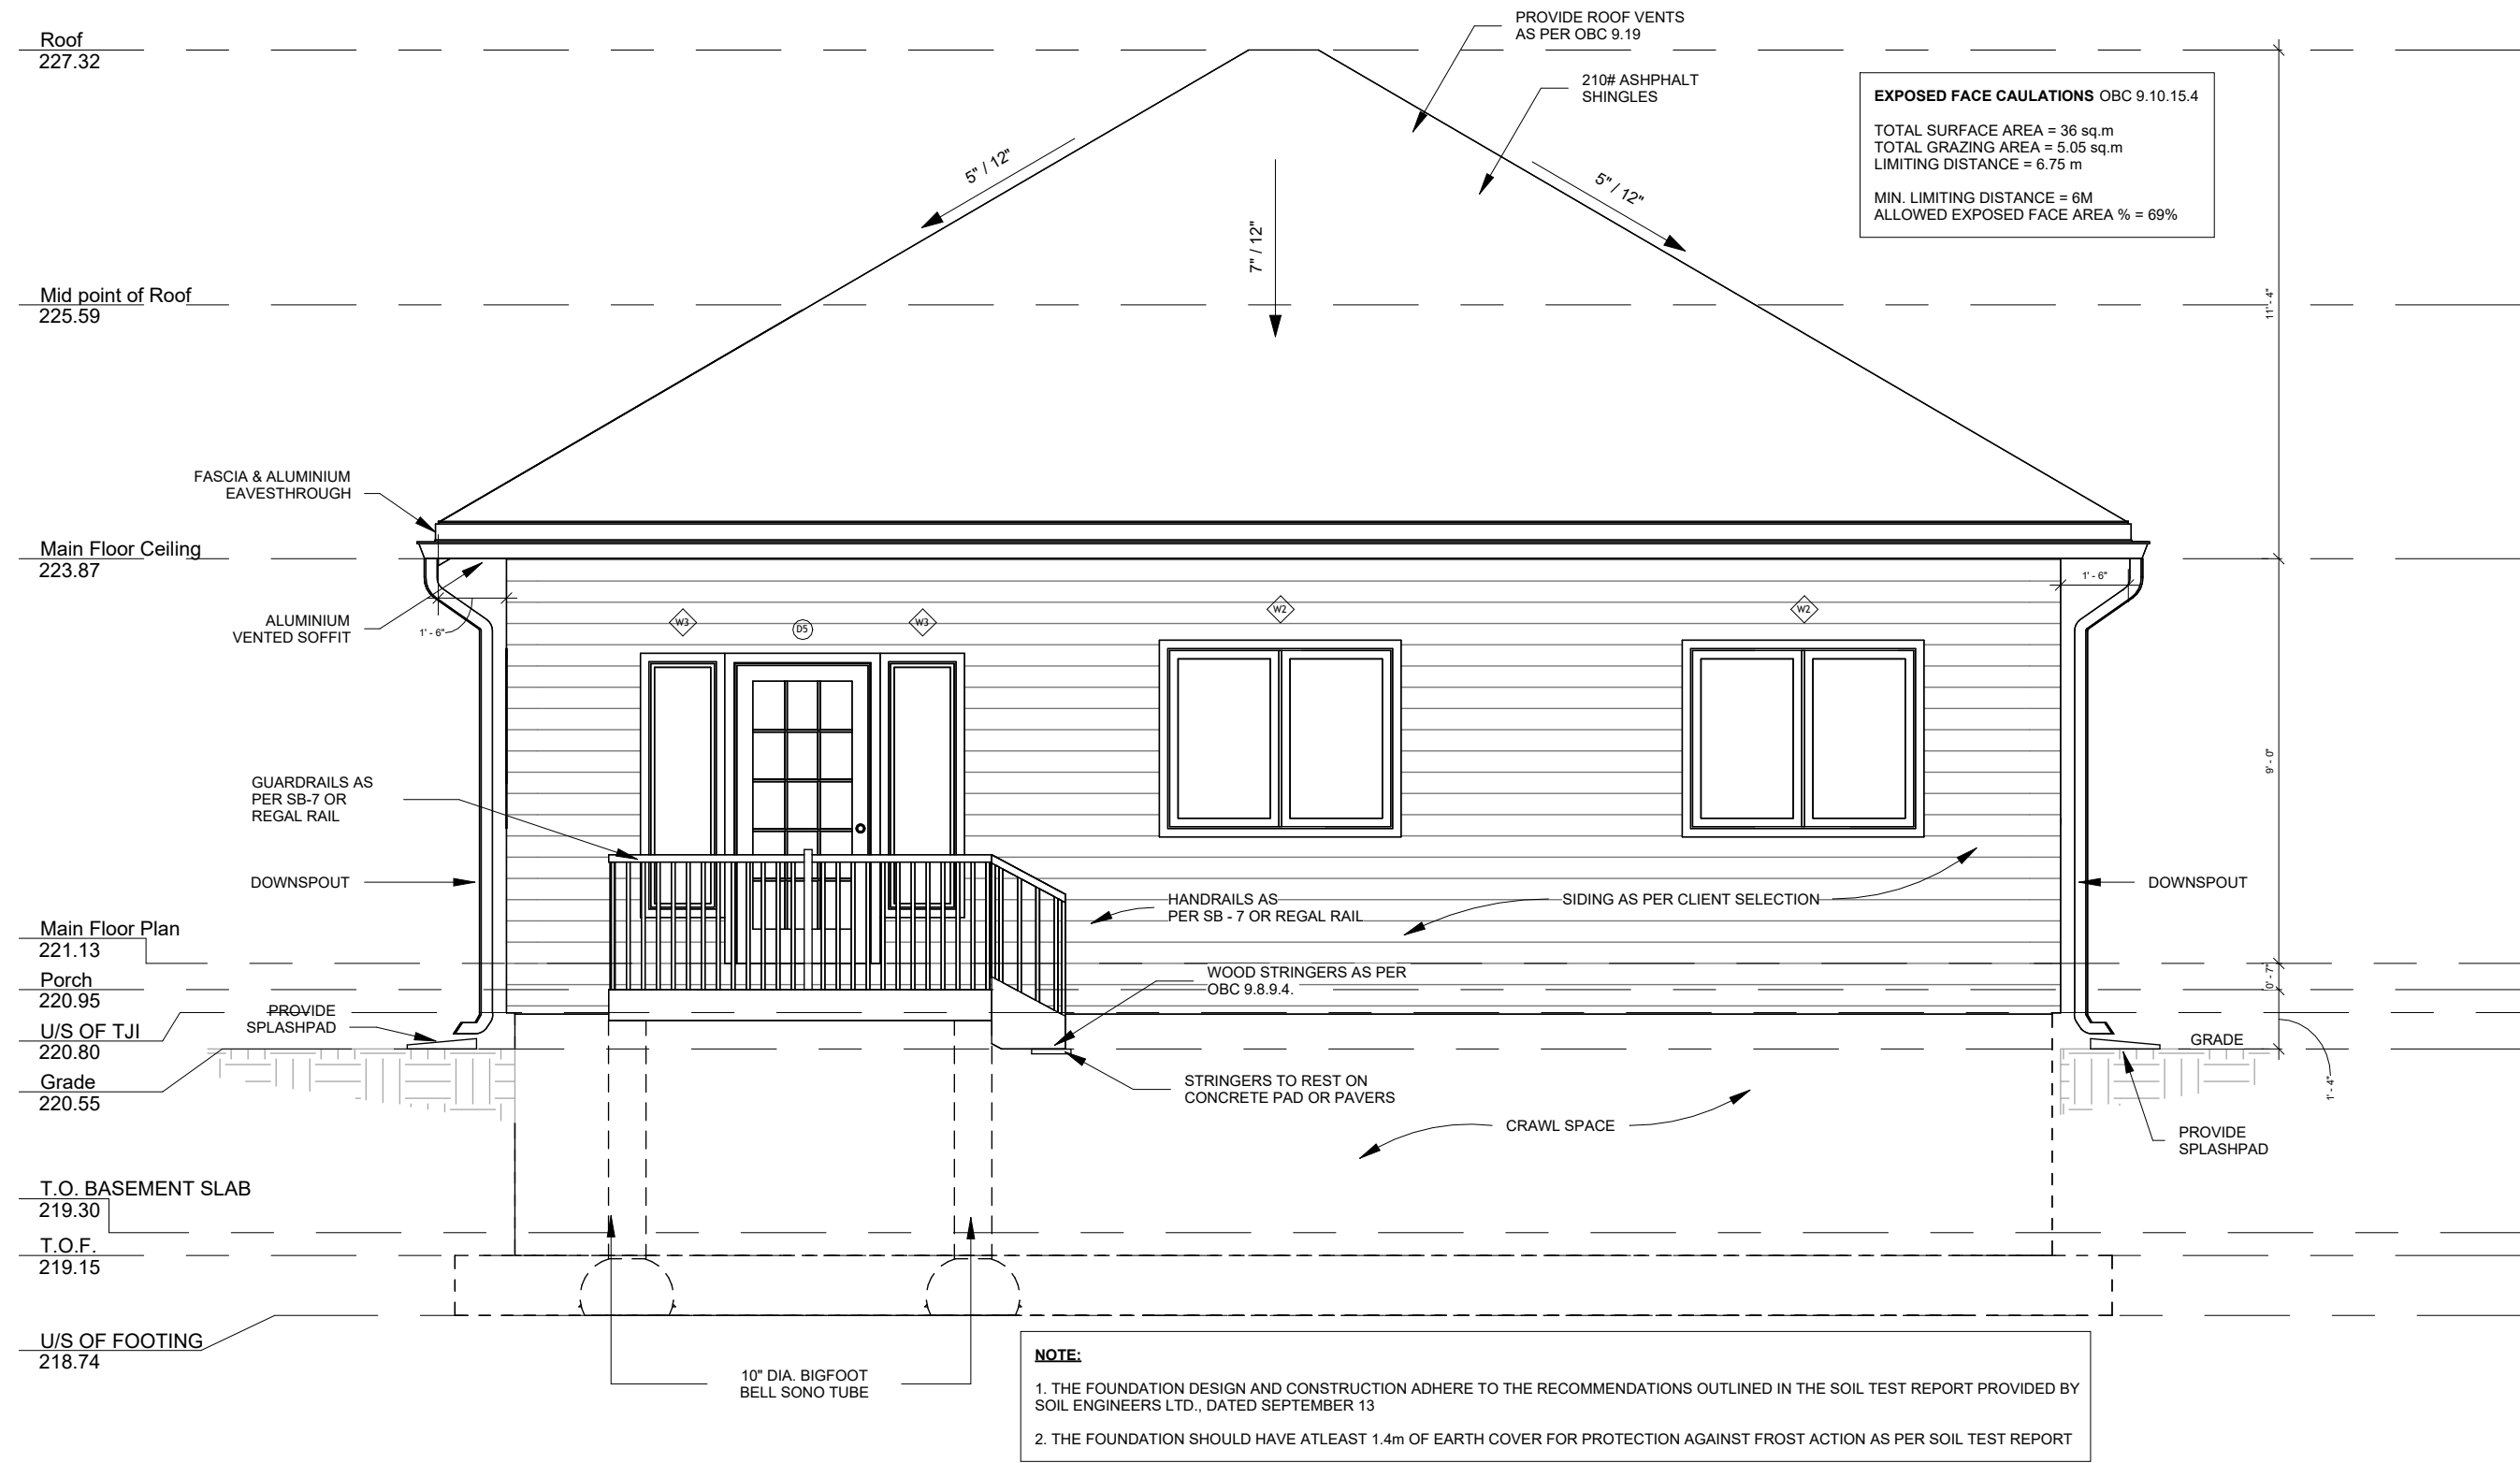 Roof
227.32
PROVIDE ROOF VENTS
AS PER OBC 9.19
210# ASHPHALT
SHINGLES
EXPOSED FACE CAULATIONS OBC 9.10.15.4
TOTAL SURFACE AREA = 36 sq.m
TOTAL GRAZING AREA = 5.05 sq.m
LIMITING DISTANCE = 6.75 m
MIN. LIMITING DISTANCE = 6M
ALLOWED EXPOSED FACE AREA % = 69%
5" / 12"
5" / 12"
7" / 12"
Mid point of Roof
225.59
11' - 4"
FASCIA & ALUMINIUM
EAVESTHROUGH
Main Floor Ceiling
223.87
ALUMINIUM
VENTED SOFFIT
1' - 6"
1' - 6"
W3
D5
W3
W2
W2
9' - 0"
GUARDRAILS AS
PER SB-7 OR
REGAL RAIL
DOWNSPOUT
DOWNSPOUT
HANDRAILS AS
PER SB - 7 OR REGAL RAIL
SIDING AS PER CLIENT SELECTION
Main Floor Plan
221.13
Porch
220.95
0' - 7"
WOOD STRINGERS AS PER
OBC 9.8.9.4.
PROVIDE
SPLASHPAD
U/S OF TJI
220.80
GRADE
Grade
220.55
1' - 4"
STRINGERS TO REST ON
CONCRETE PAD OR PAVERS
CRAWL SPACE
PROVIDE
SPLASHPAD
T.O. BASEMENT SLAB
219.30
T.O.F.
219.15
U/S OF FOOTING
218.74
10" DIA. BIGFOOT
BELL SONO TUBE
NOTE:
1. THE FOUNDATION DESIGN AND CONSTRUCTION ADHERE TO THE RECOMMENDATIONS OUTLINED IN THE SOIL TEST REPORT PROVIDED BY
SOIL ENGINEERS LTD., DATED SEPTEMBER 13
2. THE FOUNDATION SHOULD HAVE ATLEAST 1.4m OF EARTH COVER FOR PROTECTION AGAINST FROST ACTION AS PER SOIL TEST REPORT